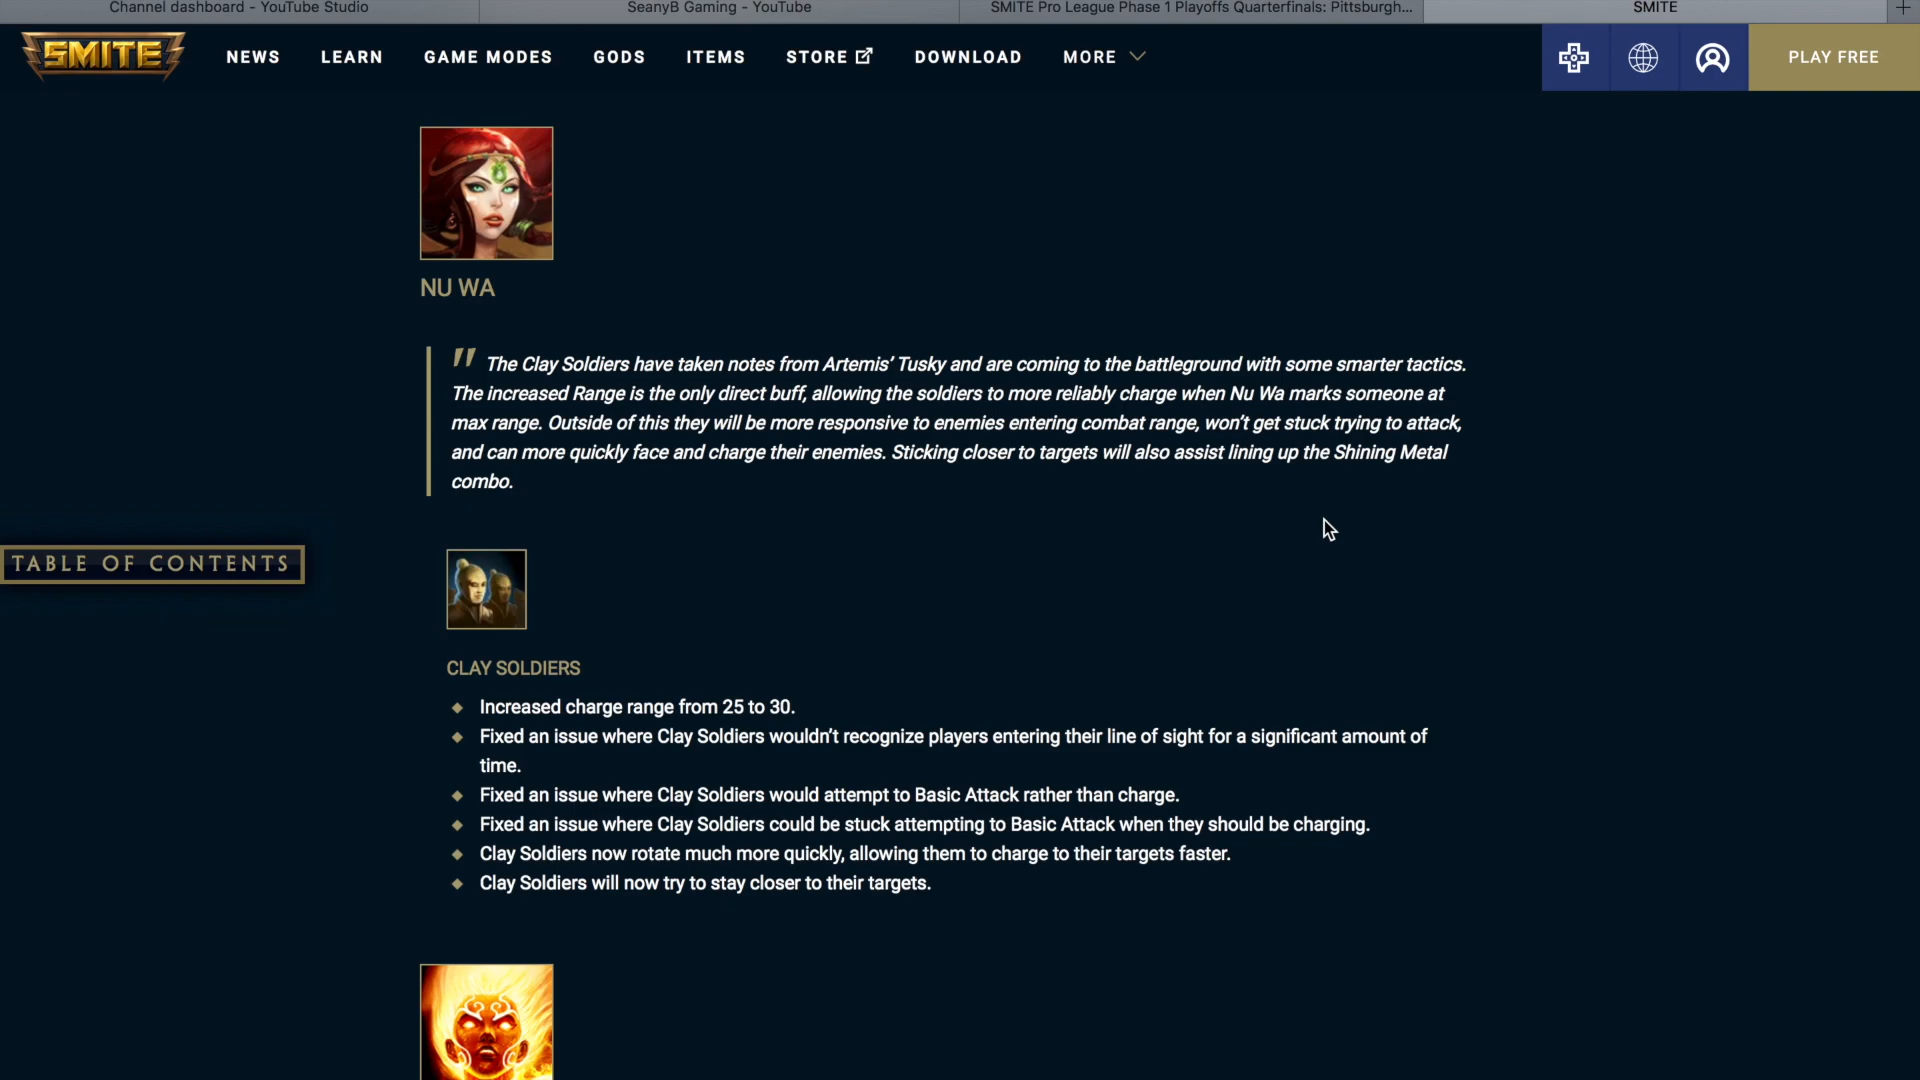 Channel dashboard - YouTube Studio
SeanyB Gaming - YouTube
SMITE Pro League Phase 1 Playoffs Quarterfinals: Pittsburgh...
SMITE
SMITE
NEWS
LEARN
GAME MODES
GODS
ITEMS
STORE
DOWNLOAD
MORE
PLAY FREE
NU WA
" The Clay Soldiers have taken notes from Artemis’ Tusky and are coming to the battleground with some smarter tactics.
The increased Range is the only direct buff, allowing the soldiers to more reliably charge when Nu Wa marks someone at
max range. Outside of this they will be more responsive to enemies entering combat range, won’t get stuck trying to attack,
and can more quickly face and charge their enemies. Sticking closer to targets will also assist lining up the Shining Metal
combo.
TABLE OF CONTENTS
CLAY SOLDIERS
Increased charge range from 25 to 30.
Fixed an issue where Clay Soldiers wouldn’t recognize players entering their line of sight for a significant amount of
time.
Fixed an issue where Clay Soldiers would attempt to Basic Attack rather than charge.
Fixed an issue where Clay Soldiers could be stuck attempting to Basic Attack when they should be charging.
Clay Soldiers now rotate much more quickly, allowing them to charge to their targets faster.
Clay Soldiers will now try to stay closer to their targets.